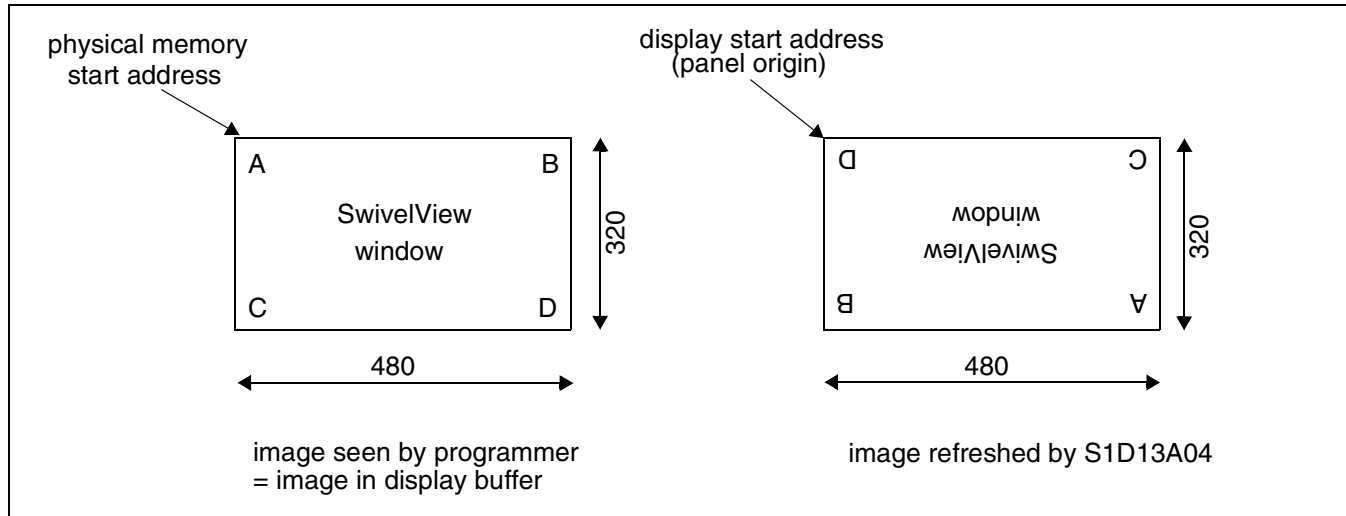 physical memory
start address
A
B
SwivelView
window
C
D
320
480
image seen by programmer
= image in display buffer
display start address
(panel origin)
D
C
window
SwivelView
B
A
320
480
image refreshed by S1D13A04